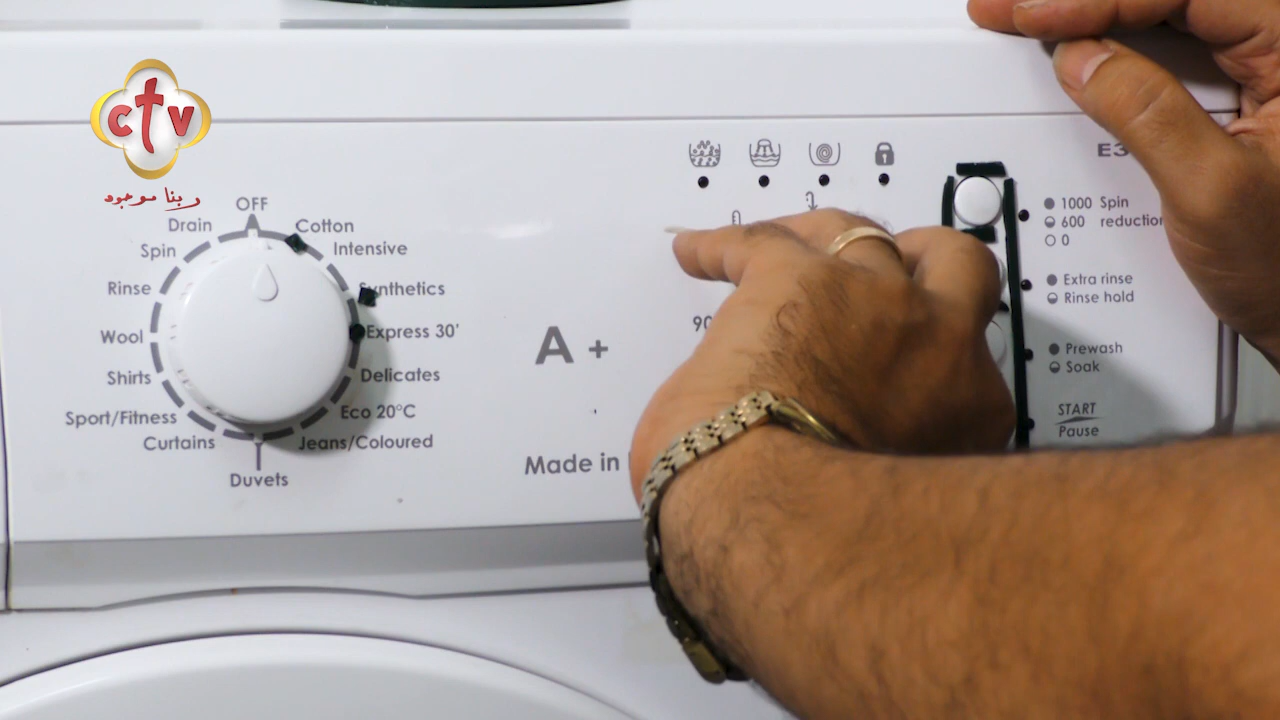 ctv
ربنا موجود
OFF
Drain
Spin
Rinse
Wool
Shirts
Sport/Fitness
Curtains
Duvets
Cotton
Intensive
Synthetics
Express 30'
Delicates
Eco 20°C
Jeans/Coloured
A +
Made in
90
E3
1000 Spin
600 reduction
0
Extra rinse
Rinse hold
Prewash
Soak
START
Pause